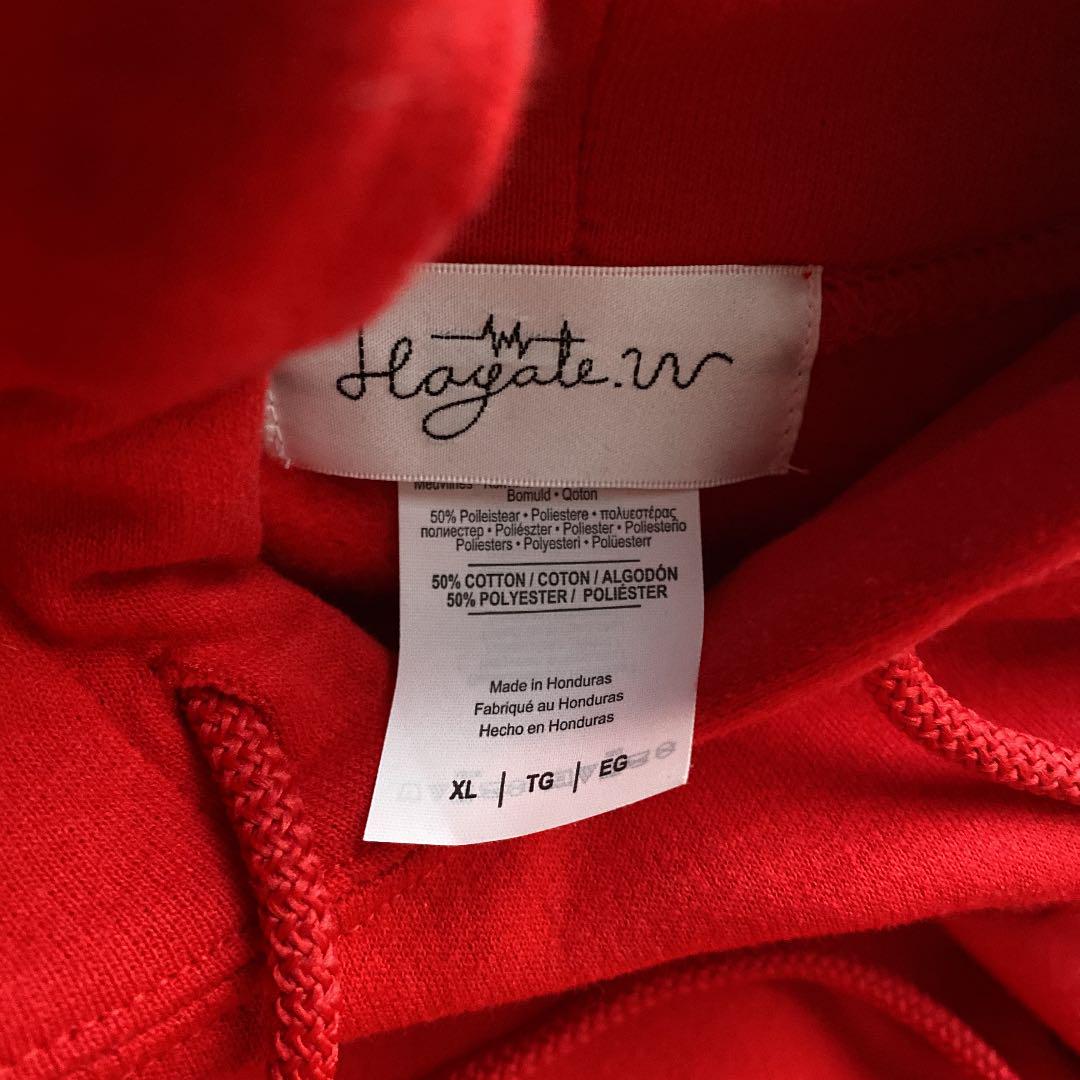 Hayate.W
Bomuld • Qoton
50% Poileistear • Poliestere • πολυεστέρας
полиестер • Poliészter • Poliester • Poliesterio
Poliesters • Polyesteri • Polüesterr
50% COTTON / COTON / ALGODÓN
50% POLYESTER / POLIÉSTER
Made in Honduras
Fabriqué au Honduras
Hecho en Honduras
XL | TG | EG